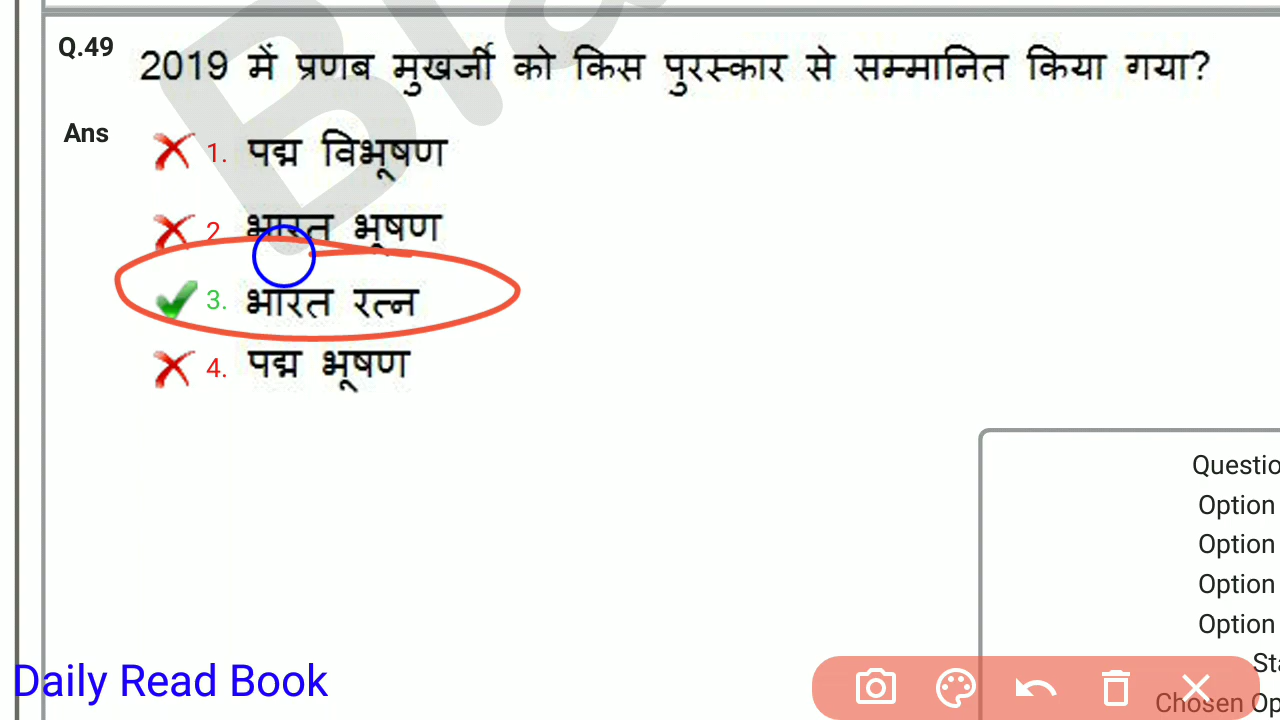 Q.49 2019 में प्रणब मुखर्जी को किस पुरस्कार से सम्मानित किया गया?
Ans 1. पद्म विभूषण
2 भारत भूषण
3. भारत रत्न
4. पद्म भूषण
Questio
Option
Option
Option
Option
Sta
Chosen Op
Daily Read Book